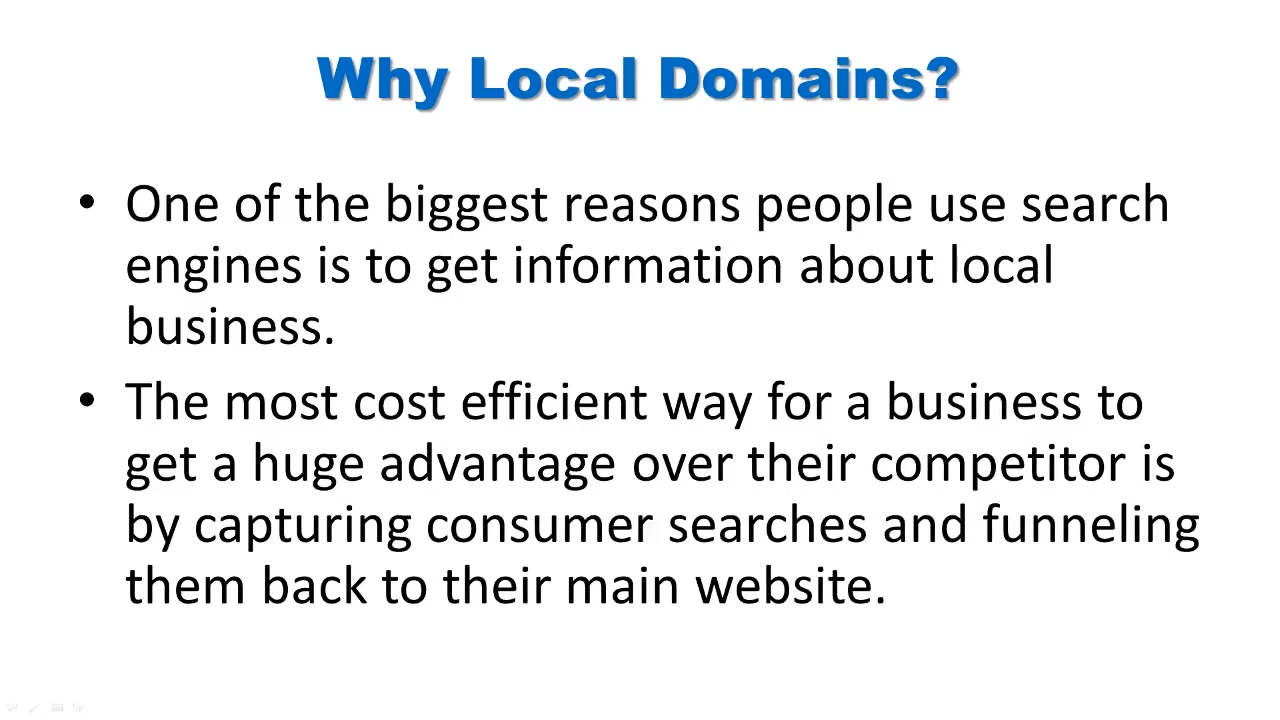 Why Local Domains?
• One of the biggest reasons people use search
engines is to get information about local
business.
• The most cost efficient way for a business to
get a huge advantage over their competitor is
by capturing consumer searches and funneling
them back to their main website.